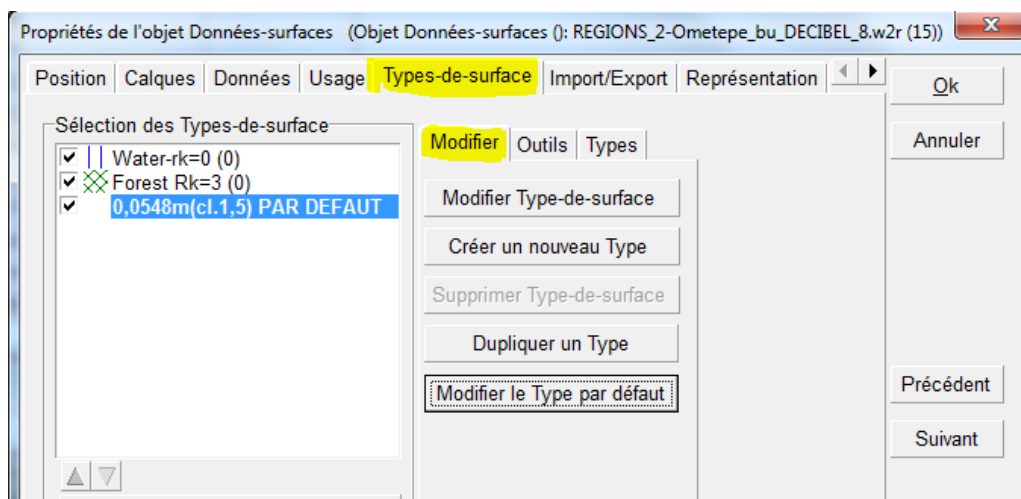 Propriétés de l'objet Données-surfaces (Objet Données-surfaces (): REGIONS_2-Ometepe_bu_DECIBEL_8.w2r (15))
Position Calques Données Usage Types-de-surface Import/Export Représentation
Ok
Annuler
Sélection des Types-de-surface
Water-rk=0 (0)
Forest Rk=3 (0)
0,0548m(cl.1,5) PAR DEFAUT
Modifier Outils Types
Modifier Type-de-surface
Créer un nouveau Type
Supprimer Type-de-surface
Dupliquer un Type
Modifier le Type par défaut
Précédent
Suivant